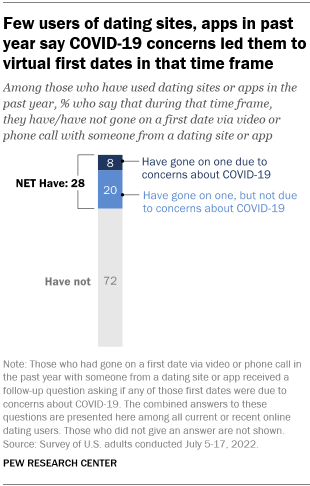 Few users of dating sites, apps in past
year say COVID-19 concerns led them to
virtual first dates in that time frame
Among those who have used dating sites or apps in the
past year, % who say that during that time frame,
they have/have not gone on a first date via video or
phone call with someone from a dating site or app
8
Have gone on one due to
concerns about COVID-19
NET Have: 28
20
Have gone on one, but not due
to concerns about COVID-19
Have not
72
Note: Those who had gone on a first date via video or phone call in
the past year with someone from a dating site or app received a
follow-up question asking if any of those first dates were due to
concerns about COVID-19. The combined answers to these
questions are presented here among all current or recent online
dating users. Those who did not give an answer are not shown.
Source: Survey of U.S. adults conducted July 5-17, 2022.
PEW RESEARCH CENTER